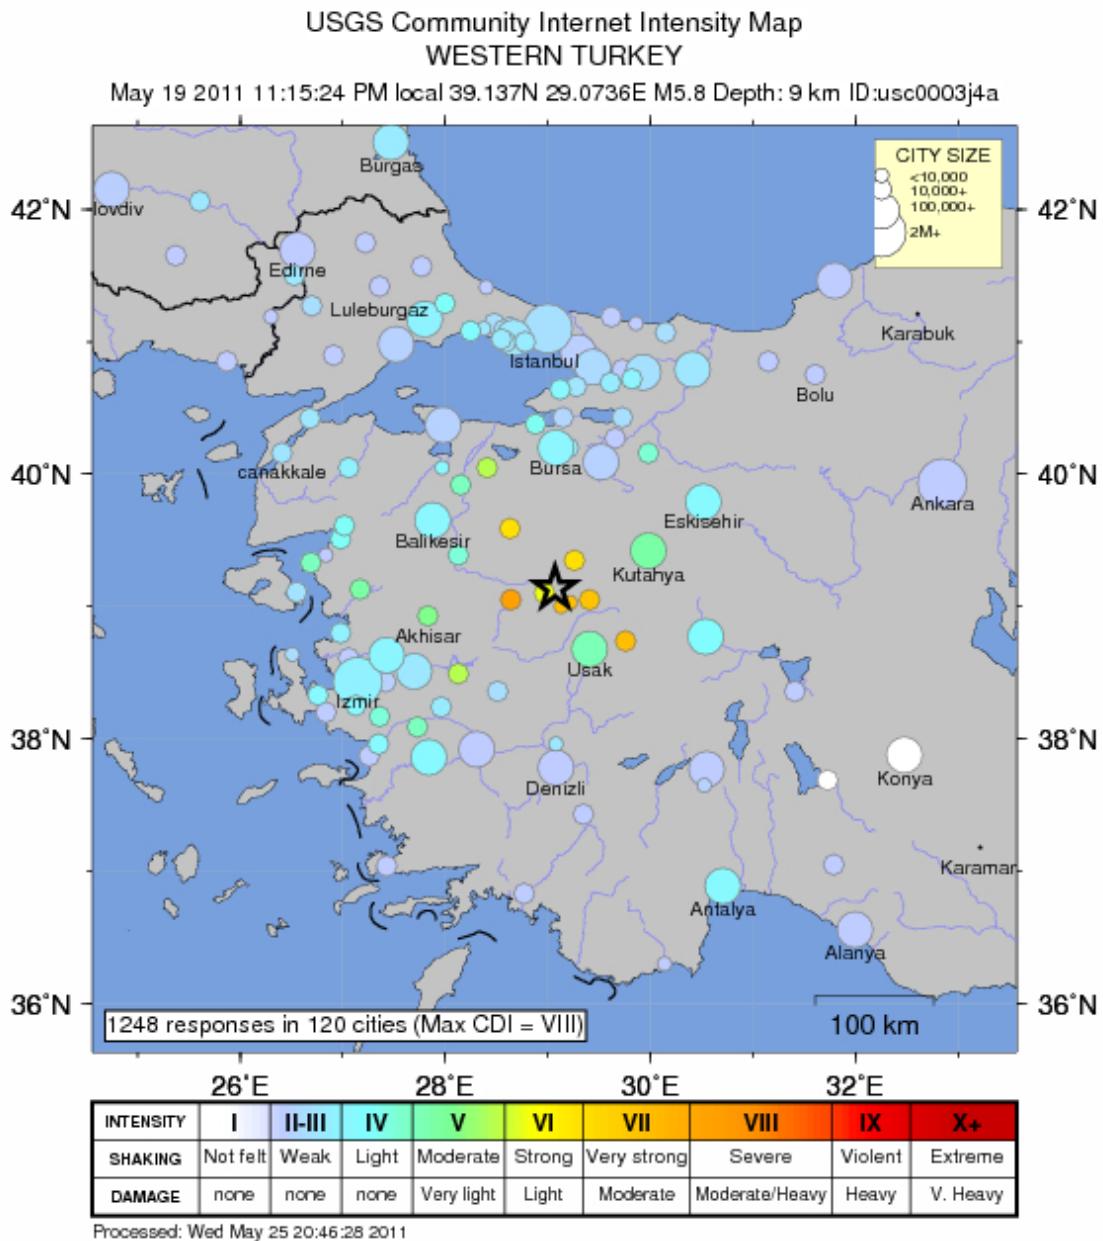 USGS Community Internet Intensity Map
WESTERN TURKEY
May 19 2011 11:15:24 PM local 39.137N 29.0736E M5.8 Depth: 9 km ID:usc0003j4a
CITY SIZE
<10,000
10,000+
100,000+
2M+
Burgas
42°N
lovdiv
42°N
Edirne
Luleburgaz
Karabuk
Istanbul
Bolu
40°N
canakkale
Bursa
40°N
Ankara
Eskisehir
Balikesir
Kutahya
Akhisar
Usak
Izmir
38°N
38°N
Denizli
Konya
Karamar
Antalya
Alanya
36°N
36°N
1248 responses in 120 cities (Max CDI = VIII)
100 km
26°E 28°E 30°E 32°E
INTENSITY I II-III IV V VI VII VIII IX X+
SHAKING Not felt Weak Light Moderate Strong Very strong Severe Violent Extreme
DAMAGE none none none Very light Light Moderate Moderate/Heavy Heavy V. Heavy
Processed: Wed May 25 20:46:28 2011